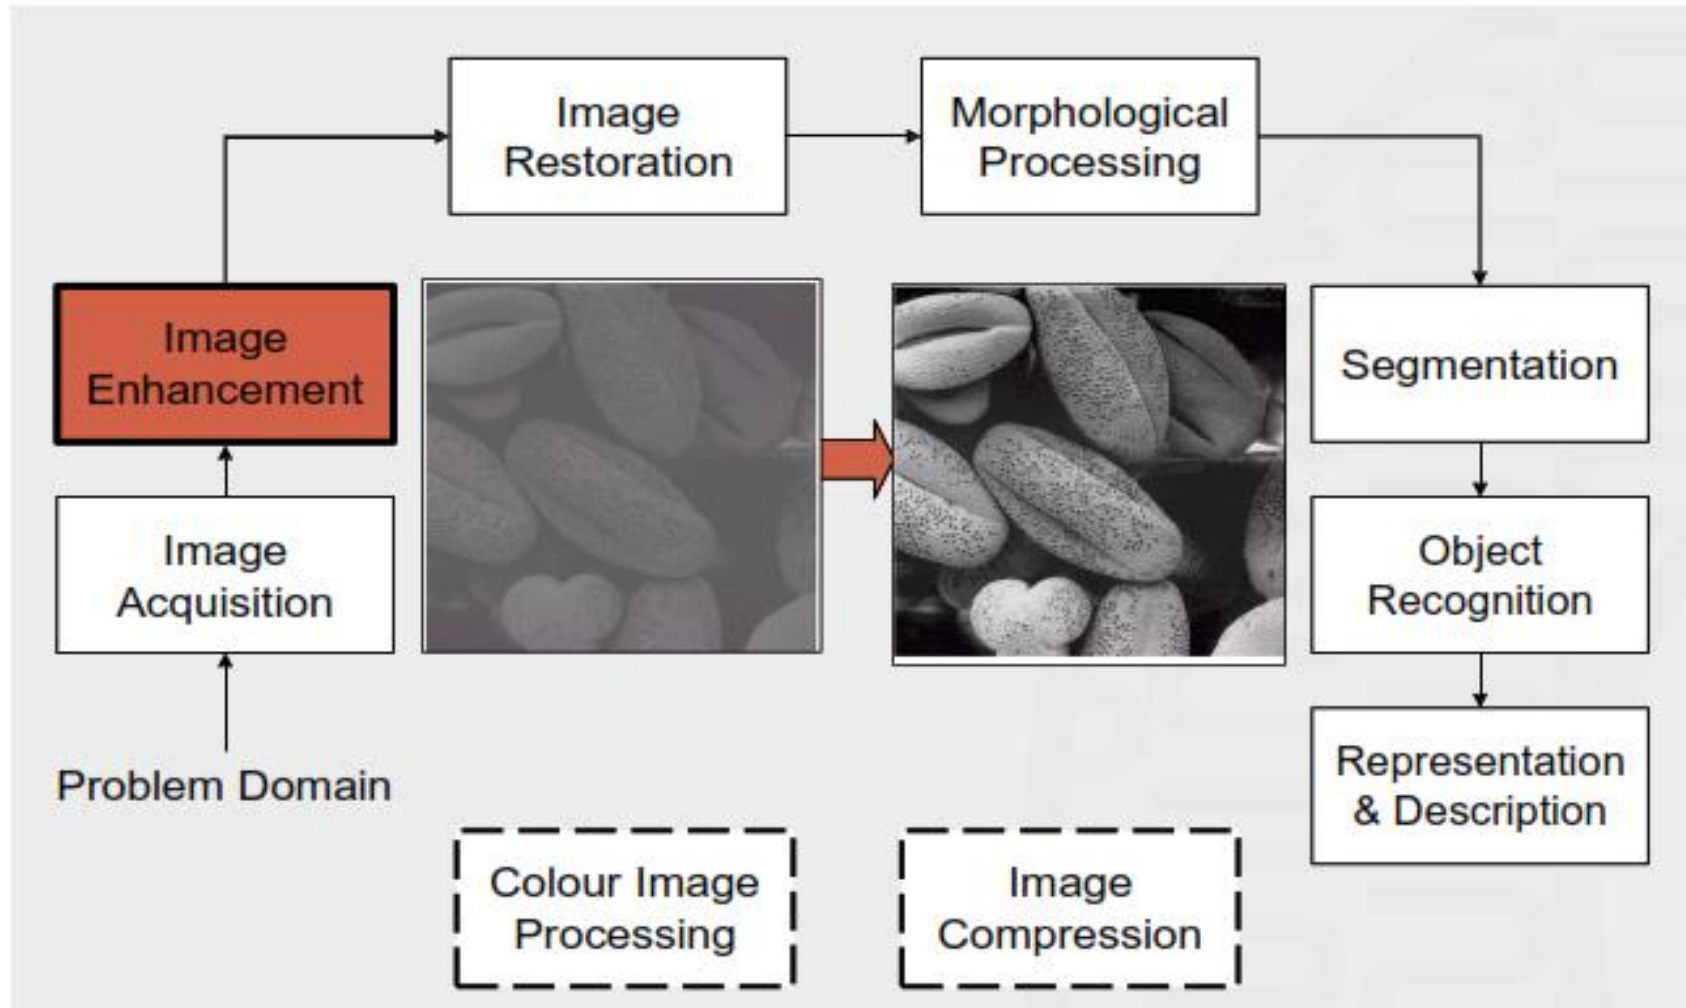 Image
Restoration
Morphological
Processing
Image
Enhancement
Segmentation
Image
Acquisition
Object
Recognition
Problem Domain
Representation
& Description
Colour Image
Processing
Image
Compression